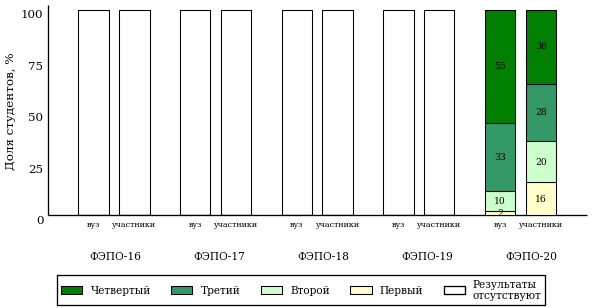 Доля студентов, %
100
75
50
25
0
55
33
10
2
36
28
20
16
вуз участники вуз участники вуз участники вуз участники вуз участники
ФЭПО-16 ФЭПО-17 ФЭПО-18 ФЭПО-19 ФЭПО-20
Четвертый Третий Второй Первый Результаты
отсутствуют